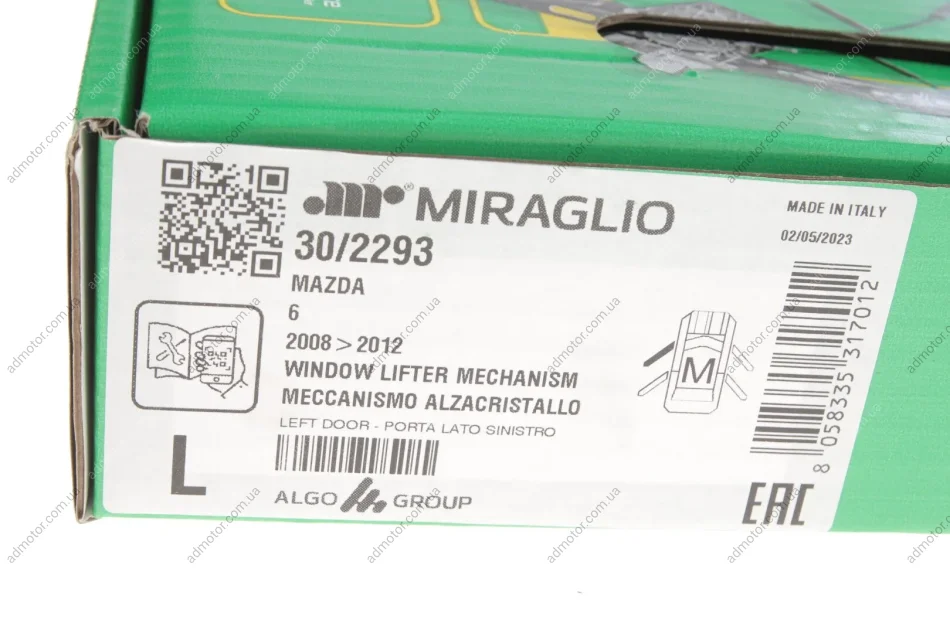 MIRAGLIO
MADE IN ITALY
02/05/2023
30/2293
MAZDA
6
2008 > 2012
WINDOW LIFTER MECHANISM
MECCANISMO ALZACRISTALLO
LEFT DOOR - PORTA LATO SINISTRO
L
ALGO GROUP
M
8 058335 317012
EAC
admotor.com.ua